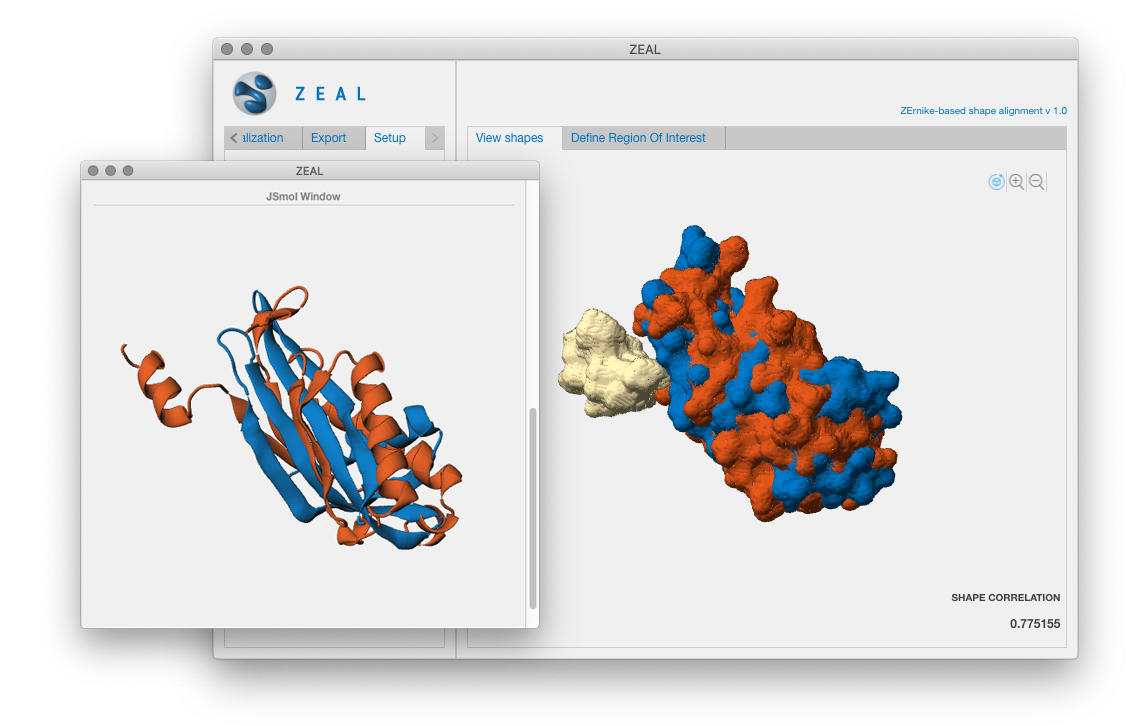 ZEAL
ZEAL
ZErnike-based shape alignment v 1.0
alization Export Setup
View shapes Define Region Of Interest
ZEAL
JSmol Window
SHAPE CORRELATION
0.775155